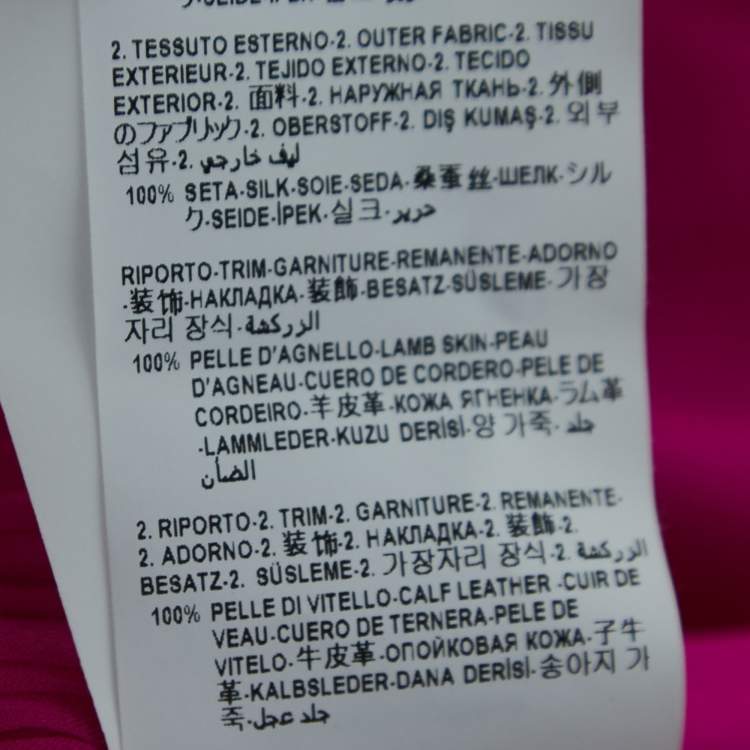 ク-SEIDE-İPEK-실크
2. TESSUTO ESTERNO-2. OUTER FABRIC-2. TISSU
EXTERIEUR-2. TEJIDO EXTERNO-2. TECIDO
EXTERIOR-2. 面料-2. НАРУЖНАЯ ТКАНЬ-2. 外側
のファブリック-2. OBERSTOFF-2. DIŞ KUMAŞ-2. 외부
섬유-2. ليف خارجي
100% SETA-SILK-SOIE-SEDA-桑蚕丝-ШЕЛК-シル
ク-SEIDE-İPEK-실크-حرير
RIPORTO-TRIM-GARNITURE-REMANENTE-ADORNO
-装饰-НАКЛАДКА-装飾-BESATZ-SÜSLEME-가장
자리 장식-الزركشة
100% PELLE D'AGNELLO-LAMB SKIN-PEAU
D'AGNEAU-CUERO DE CORDERO-PELE DE
CORDEIRO-羊皮革-КОЖА ЯГНЕНКА-ラム革
-LAMMLEDER-KUZU DERİSİ-양 가죽-جلد
الضأن
2. RIPORTO-2. TRIM-2. GARNITURE-2. REMANENTE-
2. ADORNO-2. 装饰-2. НАКЛАДКА-2. 装飾-2.
BESATZ-2. SÜSLEME-2. 가장자리 장식-2. الزركشة
100% PELLE DI VITELLO-CALF LEATHER -CUIR DE
VEAU-CUERO DE TERNERA-PELE DE
VITELO-牛皮革-ОПОЙКОВАЯ КОЖА-子牛
革-KALBSLEDER-DANA DERİSİ-송아지 가
죽-جلد عجل